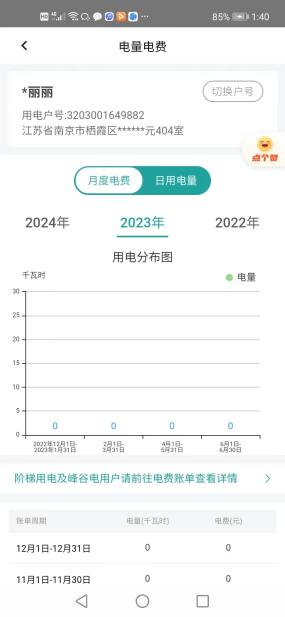 85% 1:40
电量电费
*丽丽
切换户号
用电户号:3203001649882
江苏省南京市栖霞区******元404室
点个赞
月度电费 日用电量
2024年 2023年 2022年
用电分布图
千瓦时 电量
30
25
20
15
10
5
0
0 0 0 0
2022年12月1日-2023年1月31日 2月1日-3月31日 4月1日-5月31日 6月1日-6月30日
阶梯用电及峰谷电用户请前往电费账单查看详情
账单周期 电量(千瓦时) 电费(元)
12月1日-12月31日 0 0
11月1日-11月30日 0 0